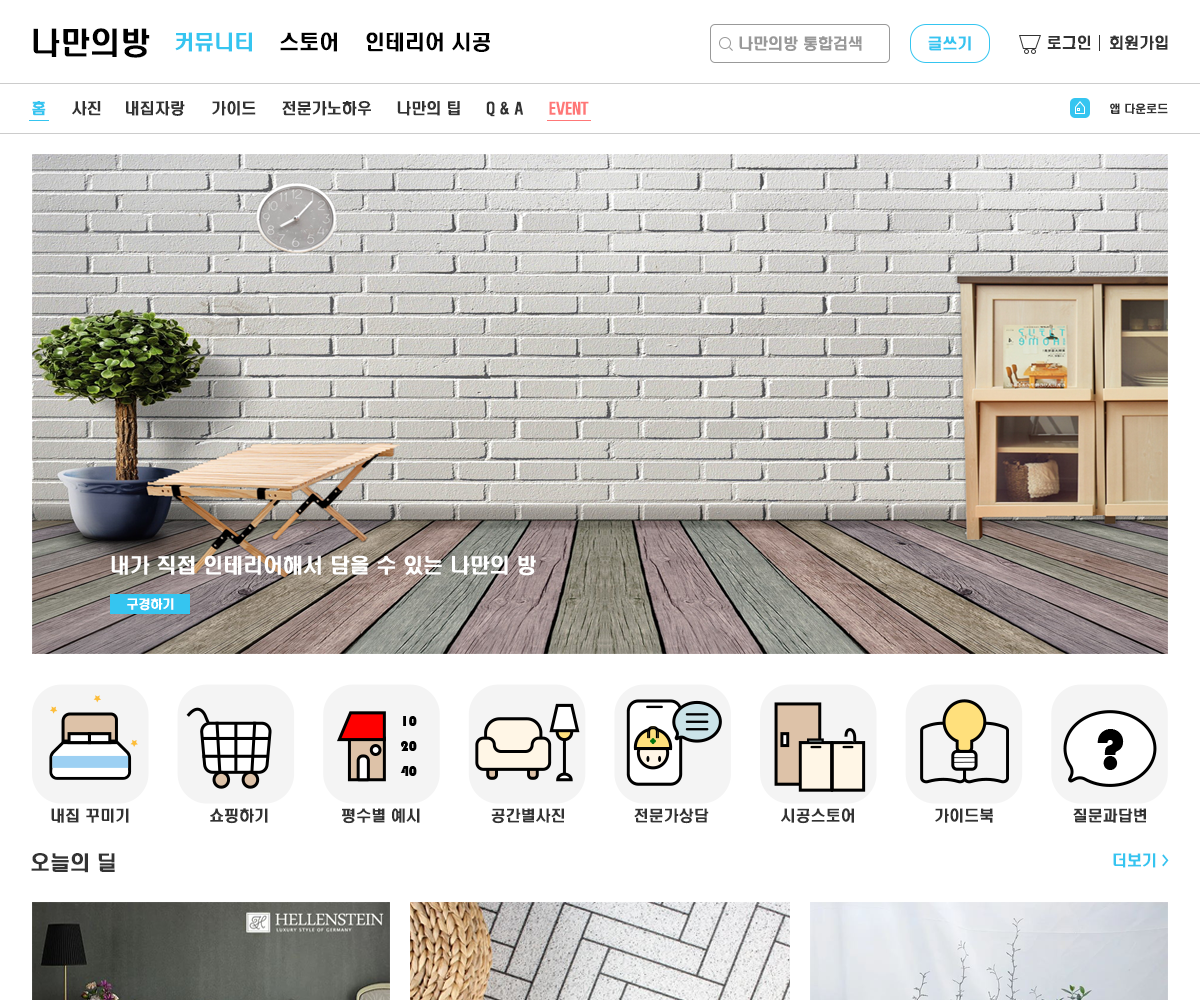 나만의방 커뮤니티 스토어 인테리어 시공 나만의방 통합검색 글쓰기 로그인 | 회원가입
홈 사진 내집자랑 가이드 전문가노하우 나만의 팁 Q & A EVENT 앱 다운로드
내가 직접 인테리어해서 담을 수 있는 나만의 방
구경하기
10
20
40
내집 꾸미기 쇼핑하기 평수별 예시 공간별사진 전문가상담 시공스토어 가이드북 질문과답변
오늘의 딜 더보기 >
H HELLENSTEIN
LUXURY STYLE OF GERMANY